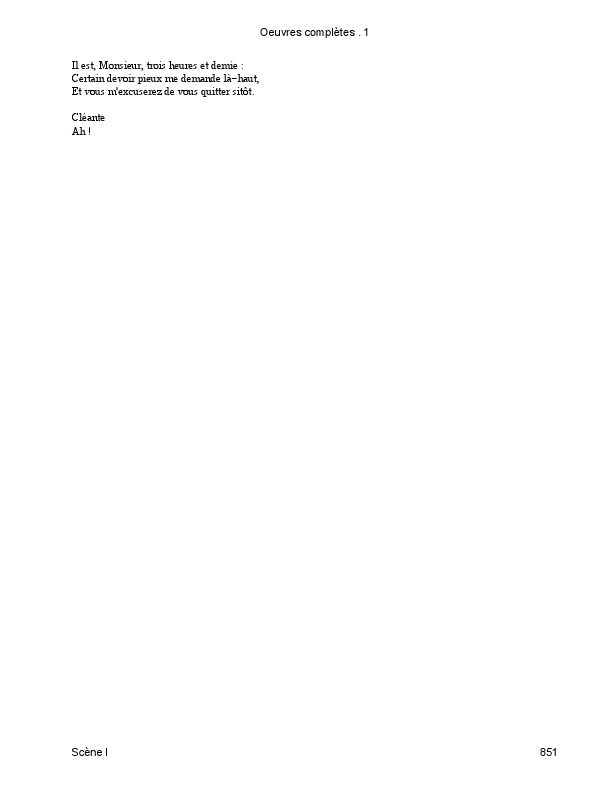 Oeuvres complètes . 1
Il est, Monsieur, trois heures et demie :
Certain devoir pieux me demande là−haut,
Et vous m'excuserez de vous quitter sitôt.
Cléante
Ah !
Scène I
851